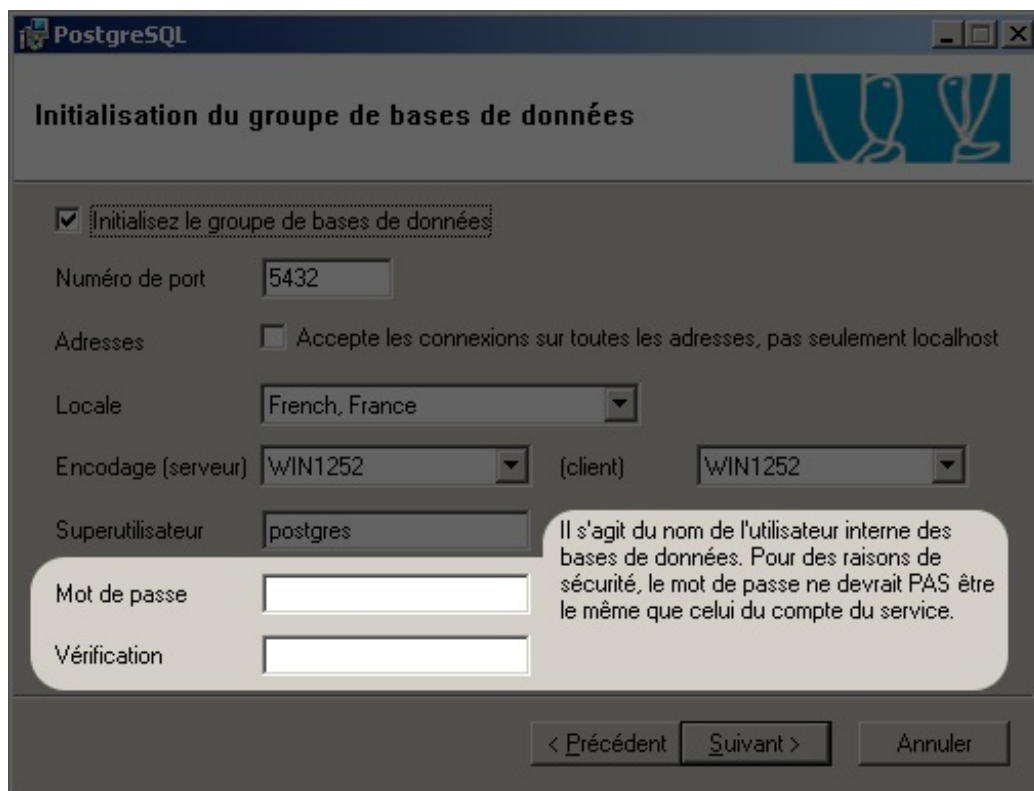 PostgreSQL
Initialisation du groupe de bases de données
Initialisez le groupe de bases de données
Numéro de port 5432
Adresses Accepte les connexions sur toutes les adresses, pas seulement localhost
Locale French, France
Encodage (serveur) WIN1252 (client) WIN1252
Superutilisateur postgres
Il s'agit du nom de l'utilisateur interne des
bases de données. Pour des raisons de
sécurité, le mot de passe ne devrait PAS être
le même que celui du compte du service.
Mot de passe
Vérification
< Précédent Suivant > Annuler